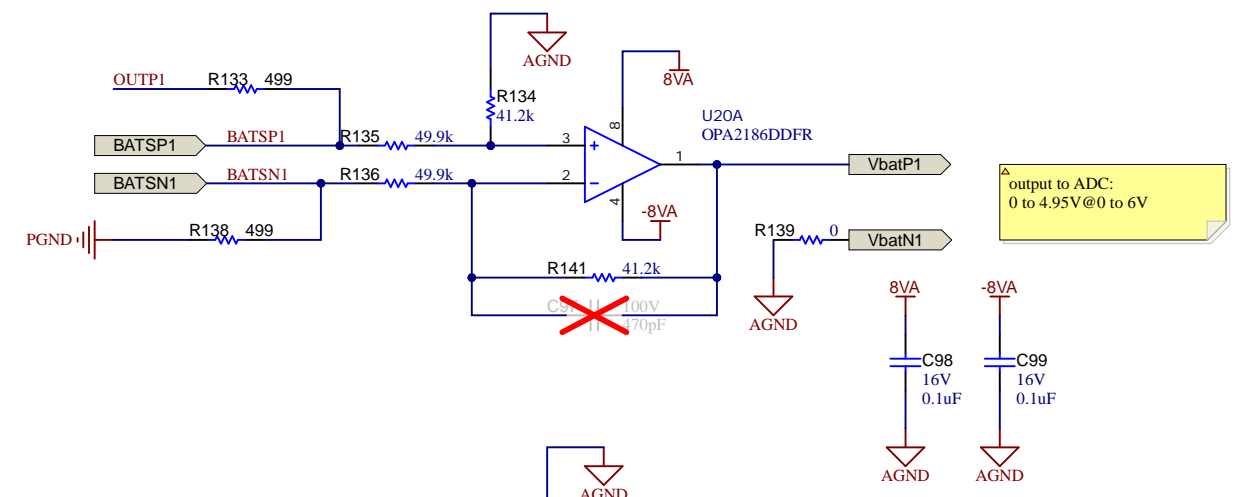 AGND
8VA
OUTP1 R133 499
R134
41.2k
U20A
OPA2186DDFR
8
BATSP1 BATSP1 R135 49.9k 3
1 VbatP1
BATSN1 BATSN1 R136 49.9k 2
4
-8VA
output to ADC:
0 to 4.95V@0 to 6V
PGND R138 499
R139 0 VbatN1
R141 41.2k
100V
470pF
AGND
8VA -8VA
C98
16V
0.1uF
C99
16V
0.1uF
AGND AGND
AGND